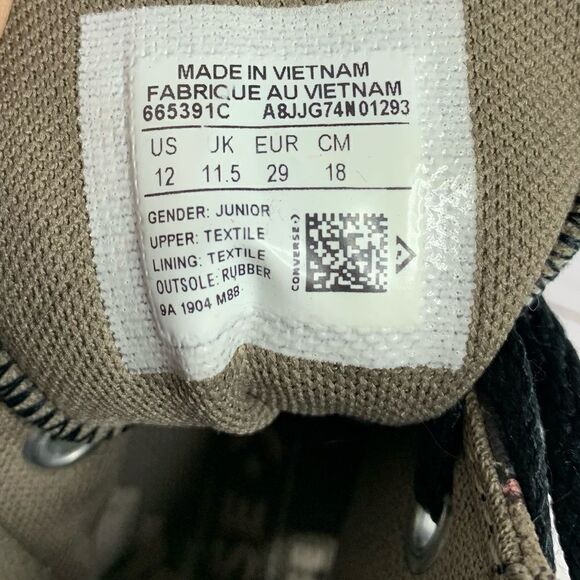 MADE IN VIETNAM
FABRIQUE AU VIETNAM
665391C A8JJG74N01293
US UK EUR CM
12 11.5 29 18
GENDER: JUNIOR
UPPER: TEXTILE
LINING: TEXTILE
OUTSOLE: RUBBER
9A 1904 M88
CONVERSE